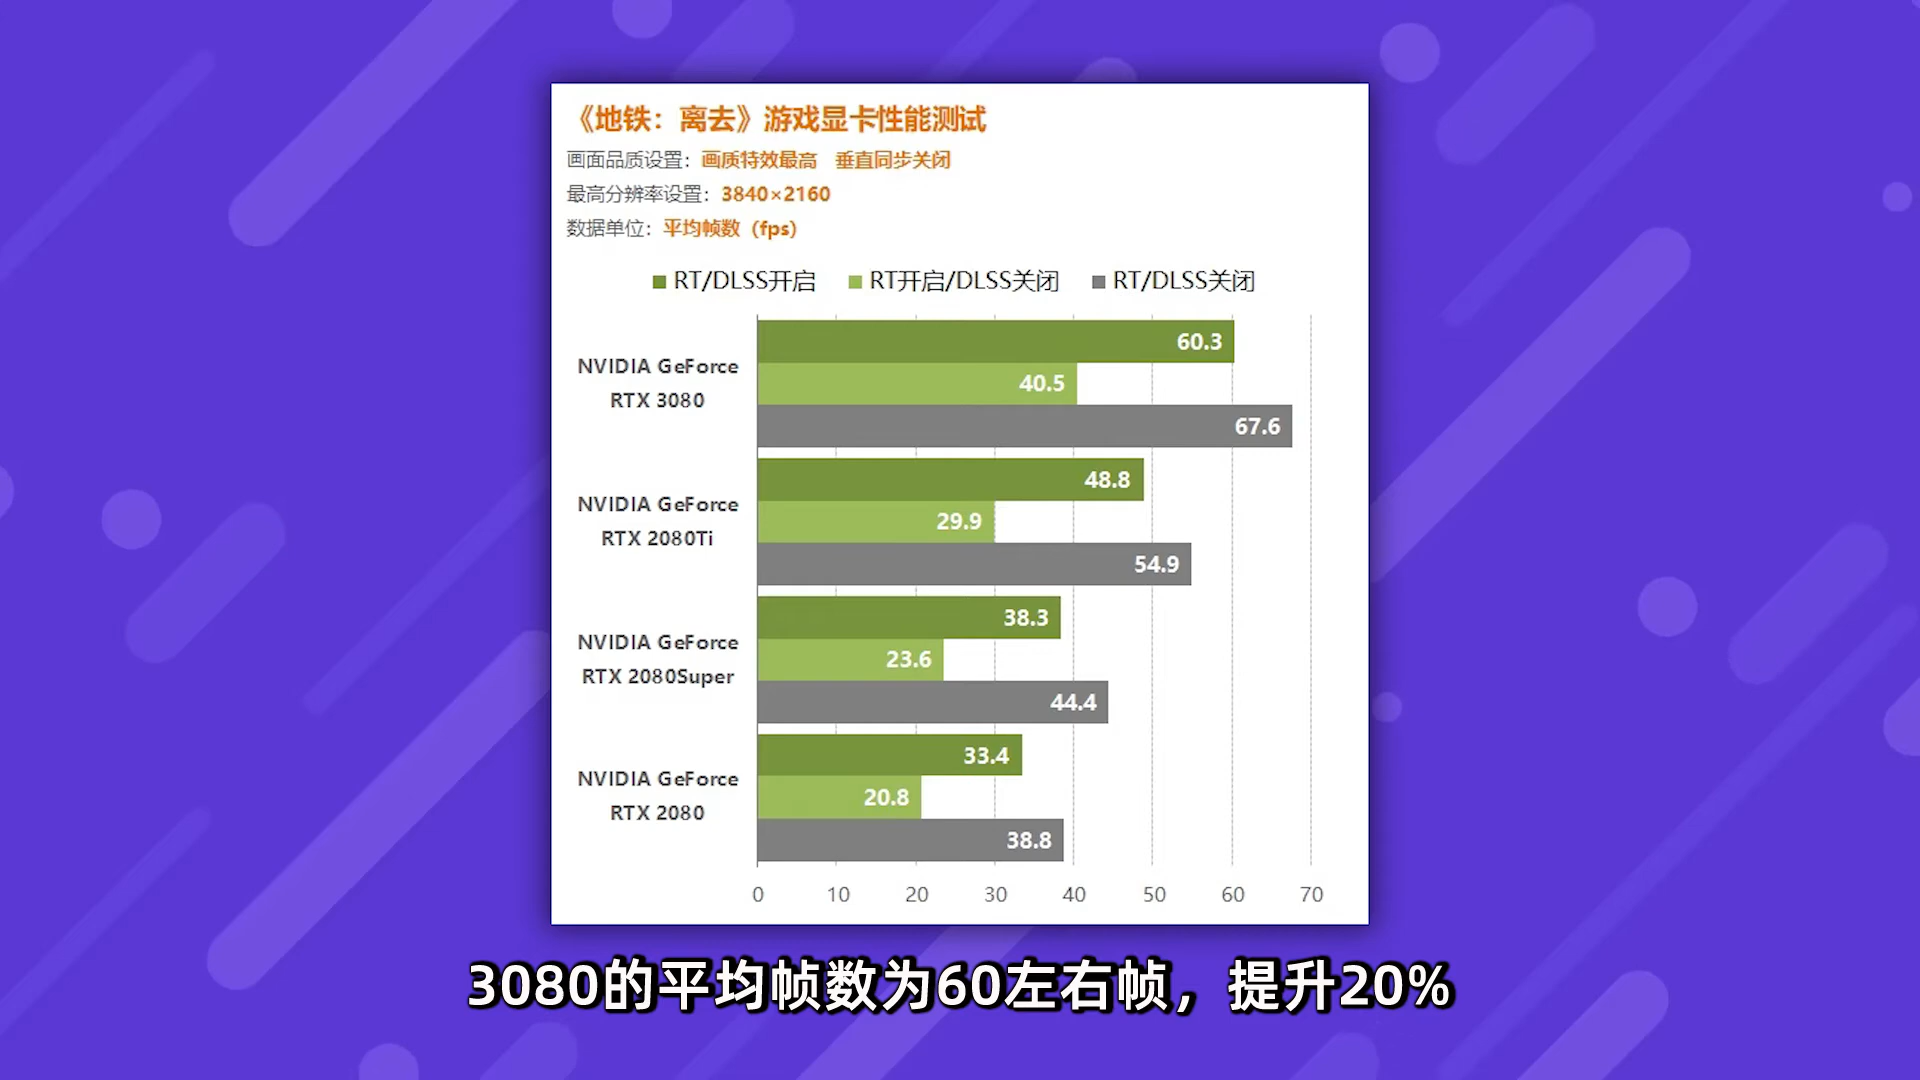 《地铁：离去》游戏显卡性能测试
画面品质设置：画质特效最高 垂直同步关闭
最高分辨率设置：3840×2160
数据单位：平均帧数（fps）
RT/DLSS开启 RT开启/DLSS关闭 RT/DLSS关闭
NVIDIA GeForce
RTX 3080
60.3
40.5
67.6
NVIDIA GeForce
RTX 2080Ti
48.8
29.9
54.9
NVIDIA GeForce
RTX 2080Super
38.3
23.6
44.4
NVIDIA GeForce
RTX 2080
33.4
20.8
38.8
0 10 20 30 40 50 60 70
3080的平均帧数为60左右帧，提升20%